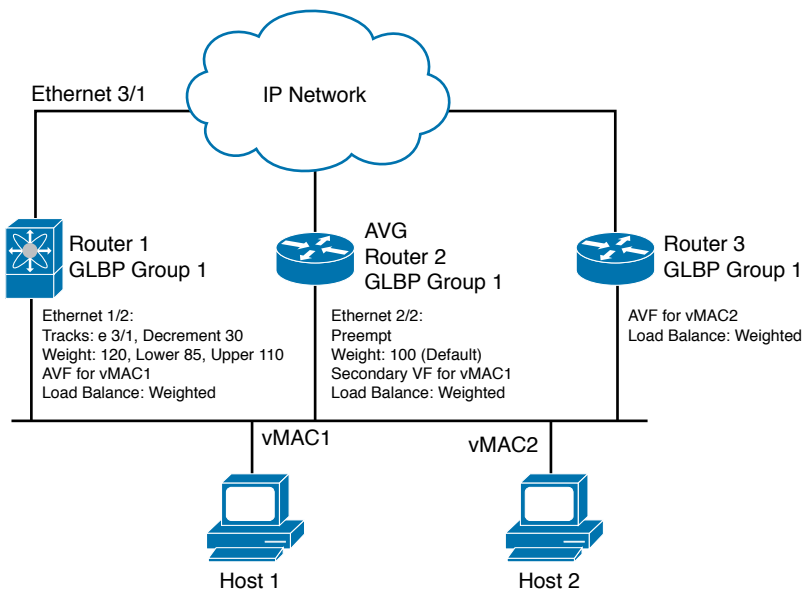 Ethernet 3/1
IP Network
Router 1
GLBP Group 1
AVG
Router 2
GLBP Group 1
Router 3
GLBP Group 1
Ethernet 1/2:
Tracks: e 3/1, Decrement 30
Weight: 120, Lower 85, Upper 110
AVF for vMAC1
Load Balance: Weighted
Ethernet 2/2:
Preempt
Weight: 100 (Default)
Secondary VF for vMAC1
Load Balance: Weighted
AVF for vMAC2
Load Balance: Weighted
vMAC1
vMAC2
Host 1
Host 2